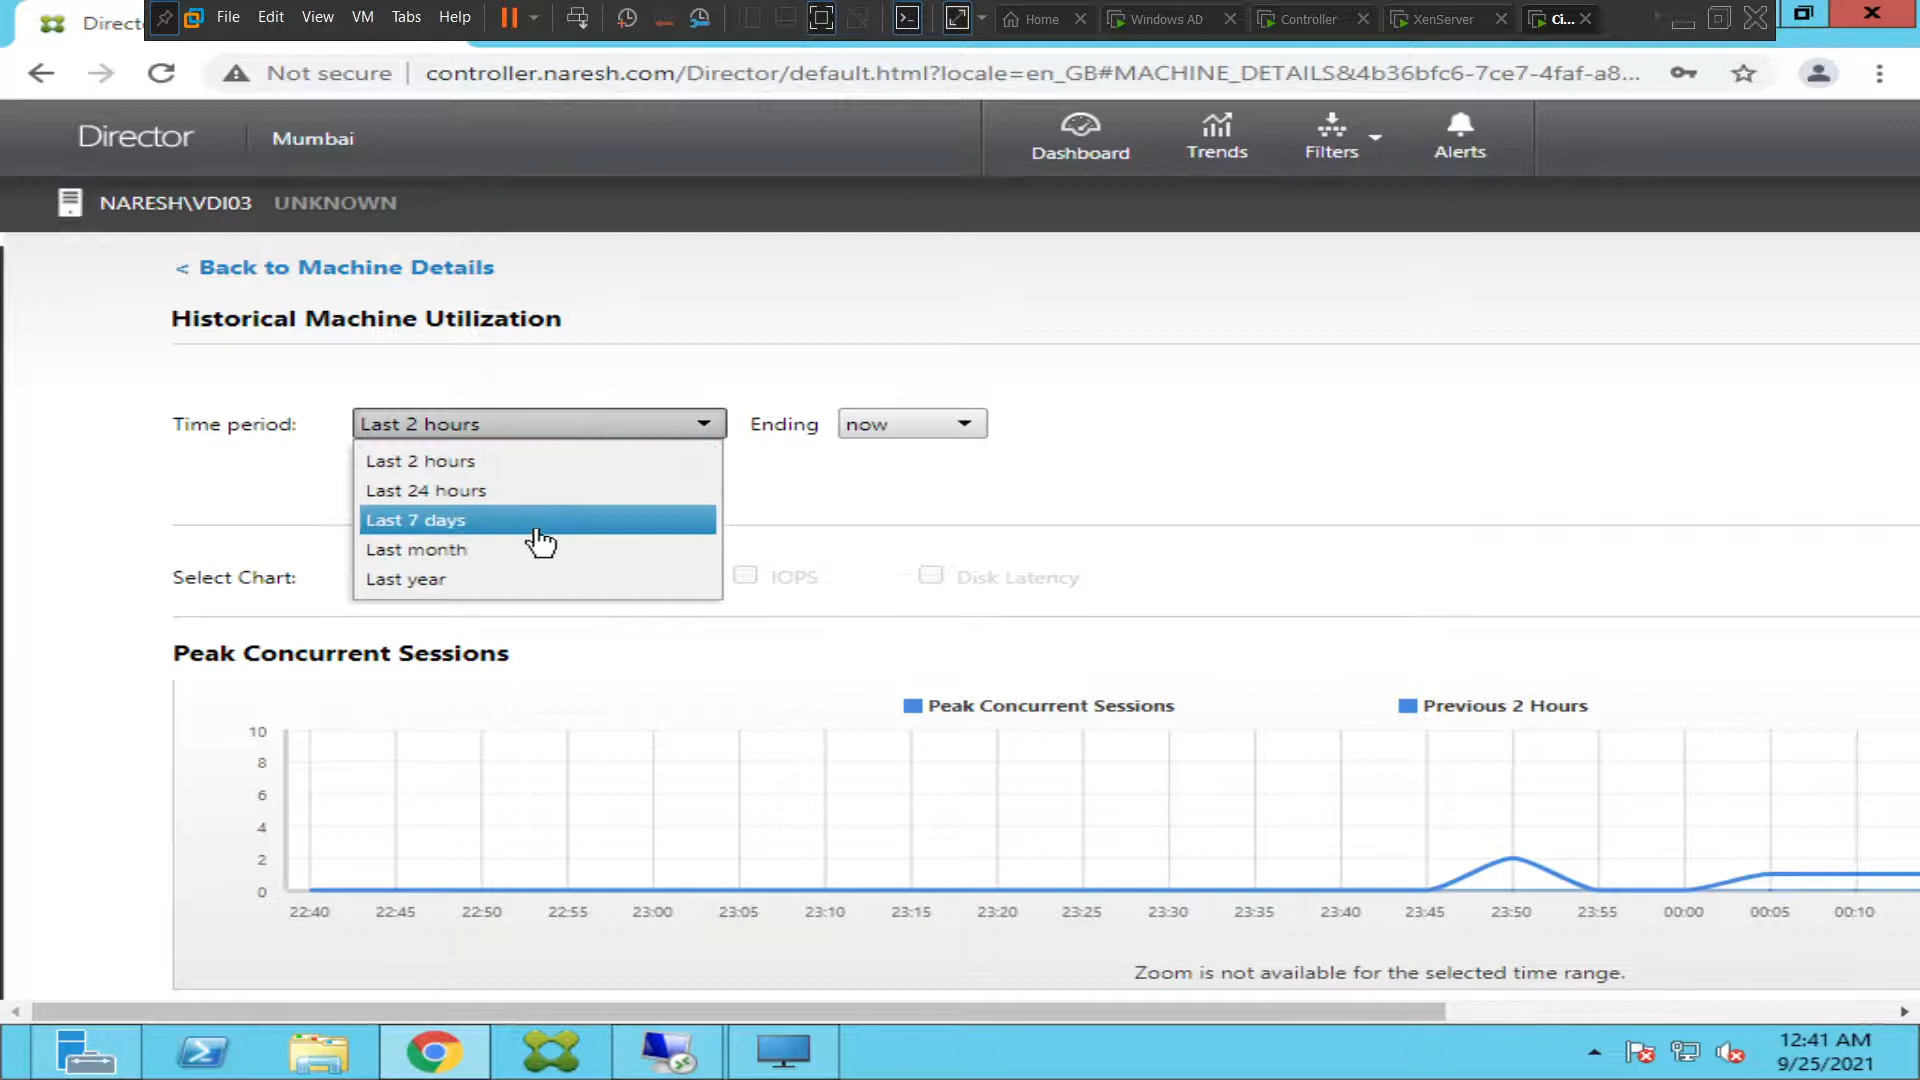 Direct
File Edit View VM Tabs Help
Home Windows AD Controller XenServer Ci...
Not secure controller.naresh.com/Director/default.html?locale=en_GB#MACHINE_DETAILS&4b36bfc6-7ce7-4faf-a8...
Director Mumbai Dashboard Trends Filters Alerts
NARESH\VDI03 UNKNOWN
< Back to Machine Details
Historical Machine Utilization
Time period: Last 2 hours Ending now
Last 2 hours
Last 24 hours
Last 7 days
Last month
Last year
Select Chart: IOPS Disk Latency
Peak Concurrent Sessions
Peak Concurrent Sessions Previous 2 Hours
10
8
6
4
2
0
22:40 22:45 22:50 22:55 23:00 23:05 23:10 23:15 23:20 23:25 23:30 23:35 23:40 23:45 23:50 23:55 00:00 00:05 00:10
Zoom is not available for the selected time range.
12:41 AM
9/25/2021